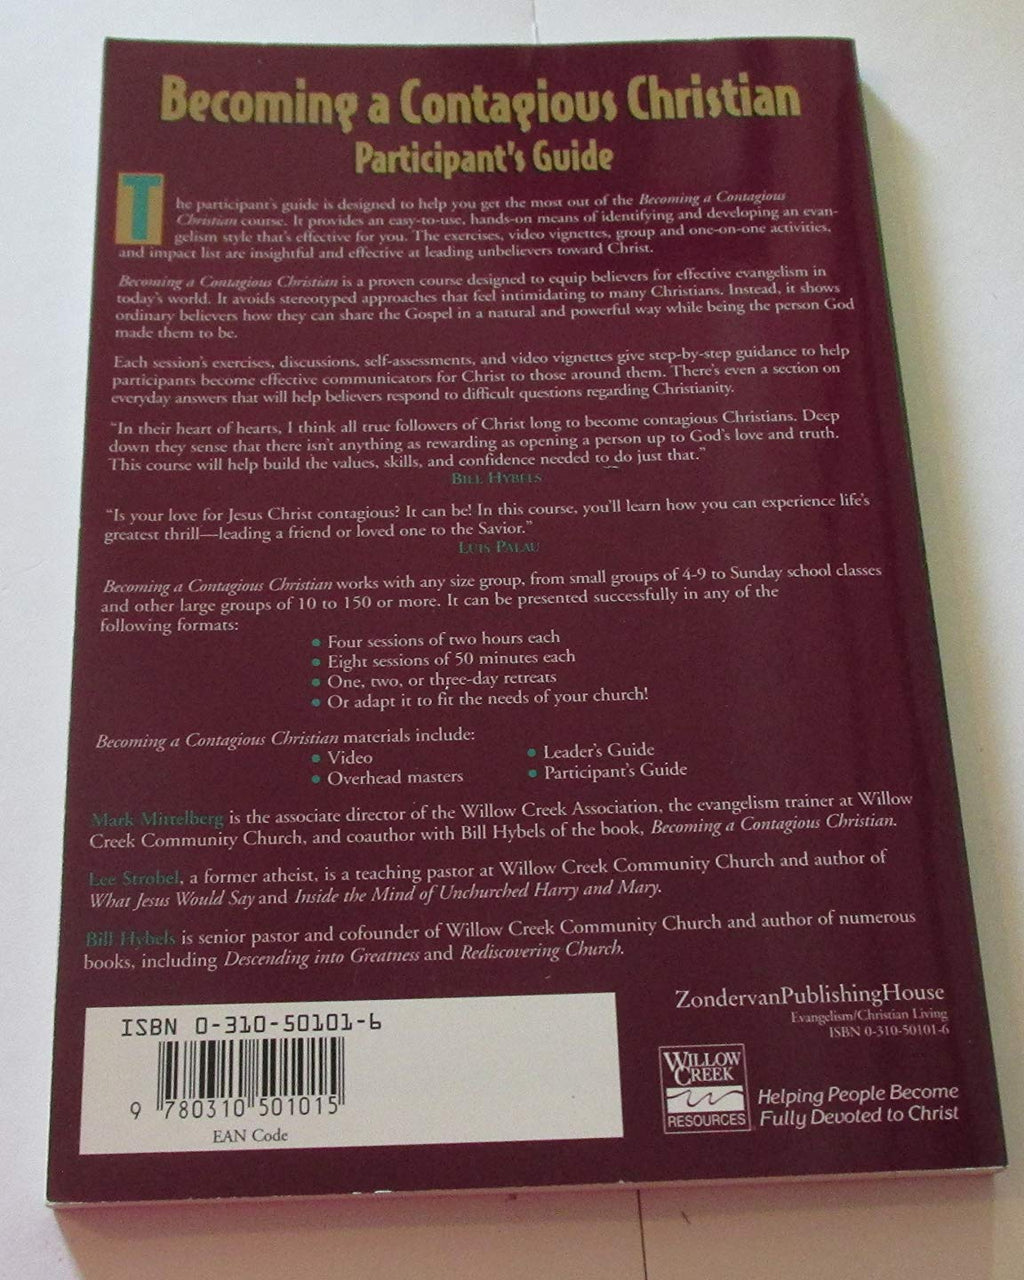 Becoming a Contagious Christian
Participant's Guide
The participant's guide is designed to help you get the most out of the Becoming a Contagious
Christian course. It provides an easy-to-use, hands-on means of identifying and developing an evan-
gelism style that's effective for you. The exercises, video vignettes, group and one-on-one activities,
and impact list are insightful and effective at leading unbelievers toward Christ.
Becoming a Contagious Christian is a proven course designed to equip believers for effective evangelism in
today's world. It avoids stereotyped approaches that feel intimidating to many Christians. Instead, it shows
ordinary believers how they can share the Gospel in a natural and powerful way while being the person God
made them to be.
Each session's exercises, discussions, self-assessments, and video vignettes give step-by-step guidance to help
participants become effective communicators for Christ to those around them. There's even a section on
everyday answers that will help believers respond to difficult questions regarding Christianity.
"In their heart of hearts, I think all true followers of Christ long to become contagious Christians. Deep
down they sense that there isn't anything as rewarding as opening a person up to God's love and truth.
This course will help build the values, skills, and confidence needed to do just that."
BILL HYBELS
"Is your love for Jesus Christ contagious? It can be! In this course, you'll learn how you can experience life's
greatest thrill—leading a friend or loved one to the Savior."
LUIS PALAU
Becoming a Contagious Christian works with any size group, from small groups of 4-9 to Sunday school classes
and other large groups of 10 to 150 or more. It can be presented successfully in any of the
following formats:
• Four sessions of two hours each
• Eight sessions of 50 minutes each
• One, two, or three-day retreats
• Or adapt it to fit the needs of your church!
Becoming a Contagious Christian materials include:
• Video
• Overhead masters
• Leader's Guide
• Participant's Guide
Mark Mittelberg is the associate director of the Willow Creek Association, the evangelism trainer at Willow
Creek Community Church, and coauthor with Bill Hybels of the book, Becoming a Contagious Christian.
Lee Strobel, a former atheist, is a teaching pastor at Willow Creek Community Church and author of
What Jesus Would Say and Inside the Mind of Unchurched Harry and Mary.
Bill Hybels is senior pastor and cofounder of Willow Creek Community Church and author of numerous
books, including Descending into Greatness and Rediscovering Church.
ISBN 0-310-50101-6
9 780310 501015
EAN Code
ZondervanPublishingHouse
Evangelism/Christian Living
ISBN 0-310-50101-6
WILLOW
CREEK
RESOURCES
Helping People Become
Fully Devoted to Christ